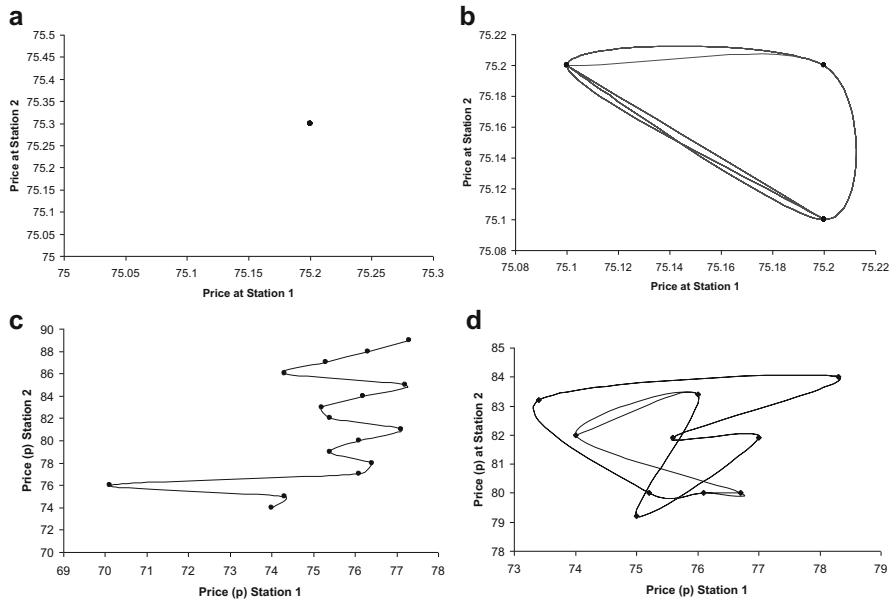 a
75.5
75.45
75.4
75.35
75.3
75.25
75.2
75.15
75.1
75.05
75
Price at Station 2
75 75.05 75.1 75.15 75.2 75.25 75.3
Price at Station 1
b
75.22
75.2
75.18
75.16
75.14
75.12
75.1
75.08
Price at Station 2
75.08 75.1 75.12 75.14 75.16 75.18 75.2 75.22
Price at Station 1
c
90
88
86
84
82
80
78
76
74
72
70
Price (p) Station 2
69 70 71 72 73 74 75 76 77 78
Price (p) Station 1
d
85
84
83
82
81
80
79
78
Price (p) at Station 2
73 74 75 76 77 78 79
Price (p) Station 1